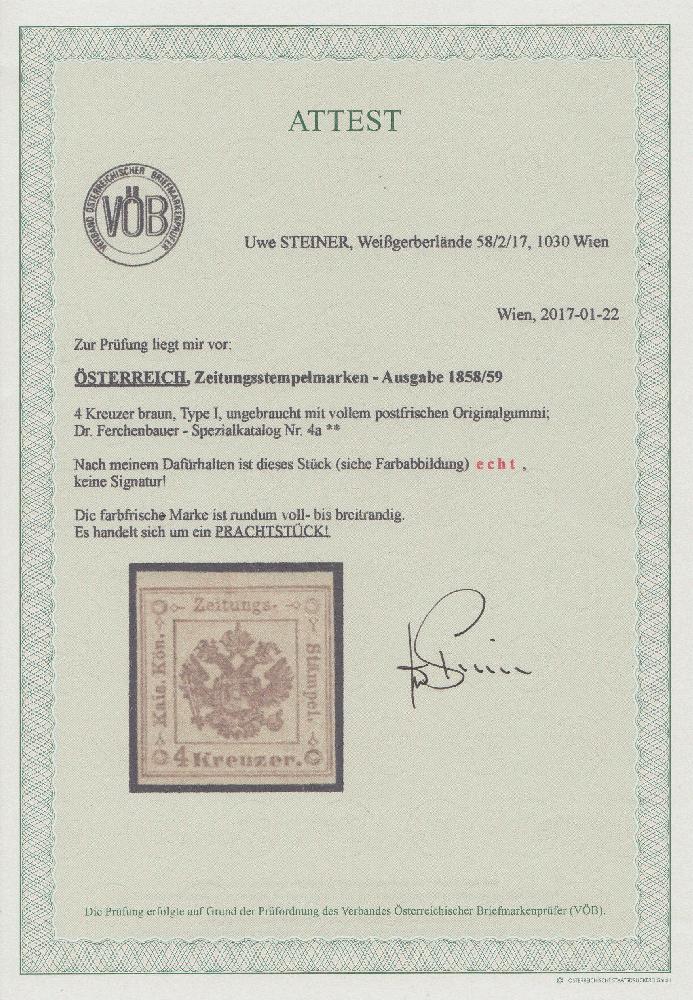 ATTEST
VERBAND ÖSTERREICHISCHER BRIEFMARKENPRÜFER
VÖB
Uwe STEINER, Weißgerberlände 58/2/17, 1030 Wien
Wien, 2017-01-22
Zur Prüfung liegt mir vor:
ÖSTERREICH, Zeitungsstempelmarken - Ausgabe 1858/59
4 Kreuzer braun, Type I, ungebraucht mit vollem postfrischen Originalgummi;
Dr. Ferchenbauer - Spezialkatalog Nr. 4a **
Nach meinem Dafürhalten ist dieses Stück (siehe Farbabbildung) echt ,
keine Signatur!
Die farbfrische Marke ist rundum voll- bis breitrandig.
Es handelt sich um ein PRACHTSTÜCK!
Zeitungs-
Kais. Kön.
Stämpel.
4 Kreuzer.
Die Prüfung erfolgte auf Grund der Prüfordnung des Verbandes Österreichischer Briefmarkenprüfer (VÖB).
© ÖSTERREICHISCHE STAATSDRUCKEREI GmbH